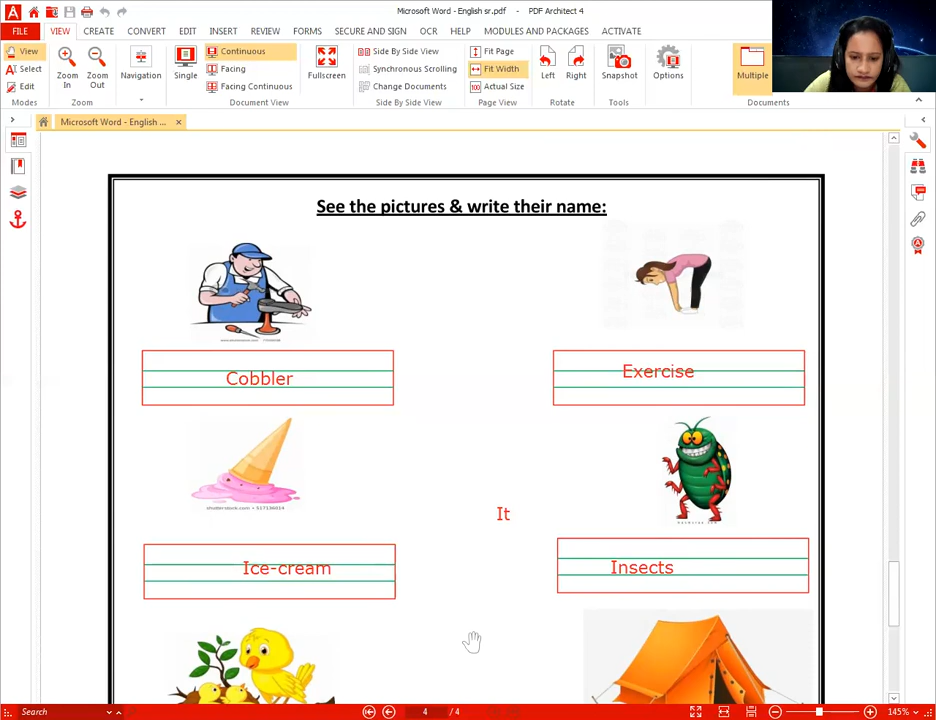 Microsoft Word - English sr.pdf - PDF Architect 4
FILE VIEW CREATE CONVERT EDIT INSERT REVIEW FORMS SECURE AND SIGN OCR HELP MODULES AND PACKAGES ACTIVATE
View
Select
Edit
Modes
Zoom In
Zoom Out
Zoom
Navigation
Single
Continuous
Facing
Facing Continuous
Document View
Fullscreen
Side By Side View
Synchronous Scrolling
Change Documents
Side By Side View
Fit Page
Fit Width
100 Actual Size
Page View
Left
Right
Rotate
Snapshot
Tools
Options
Multiple
Documents
Microsoft Word - English ... ×
See the pictures & write their name:
Cobbler
Exercise
shutterstock.com • 517136014
It
Ice-cream
Insects
Search
4 / 4
145%